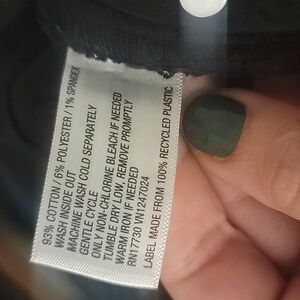 93% COTTON/6% POLYESTER/1% SPANDEX
WASH INSIDE OUT
MACHINE WASH COLD SEPARATELY
GENTLE CYCLE
ONLY NON-CHLORINE BLEACH IF NEEDED
TUMBLE DRY LOW, REMOVE PROMPTLY
WARM IRON IF NEEDED
RN17730 VN1247024
LABEL MADE FROM 100% RECYCLED PLASTIC